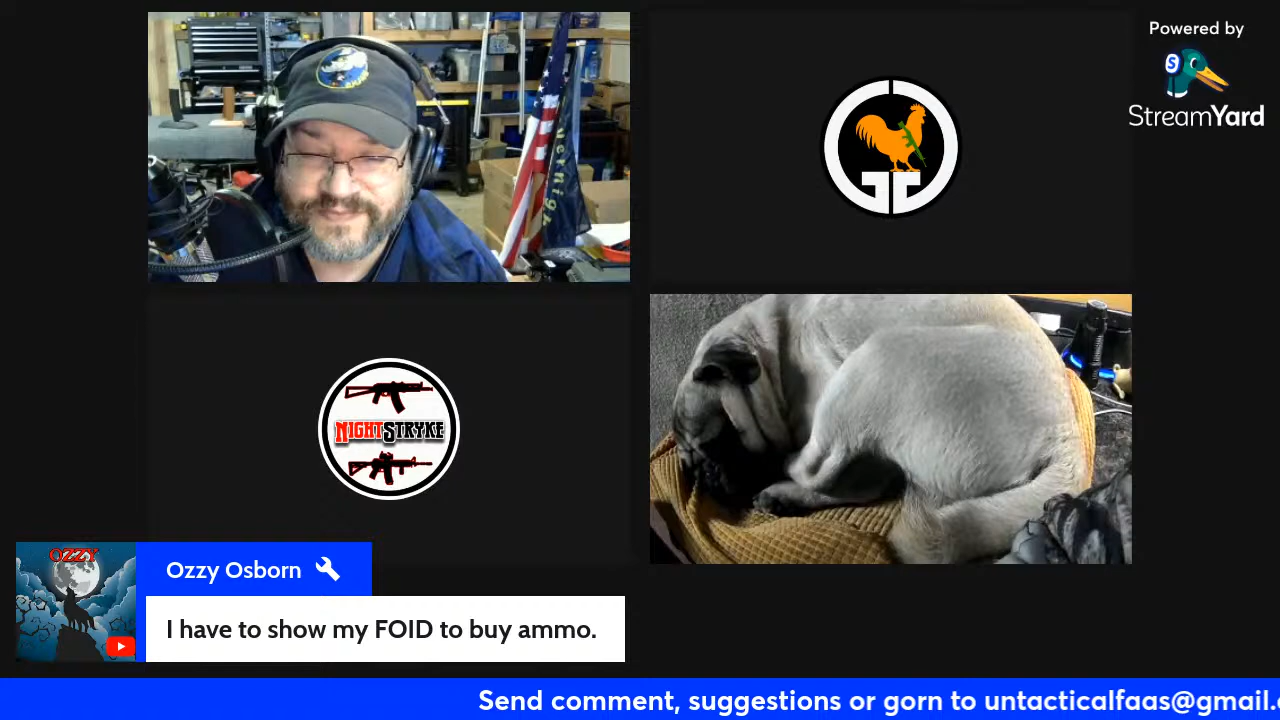 Powered by
StreamYard
S
GG
NIGHTSTRYKE
OZZY
Ozzy Osborn
I have to show my FOID to buy ammo.
Send comment, suggestions or gorn to untacticalfaas@gmail.